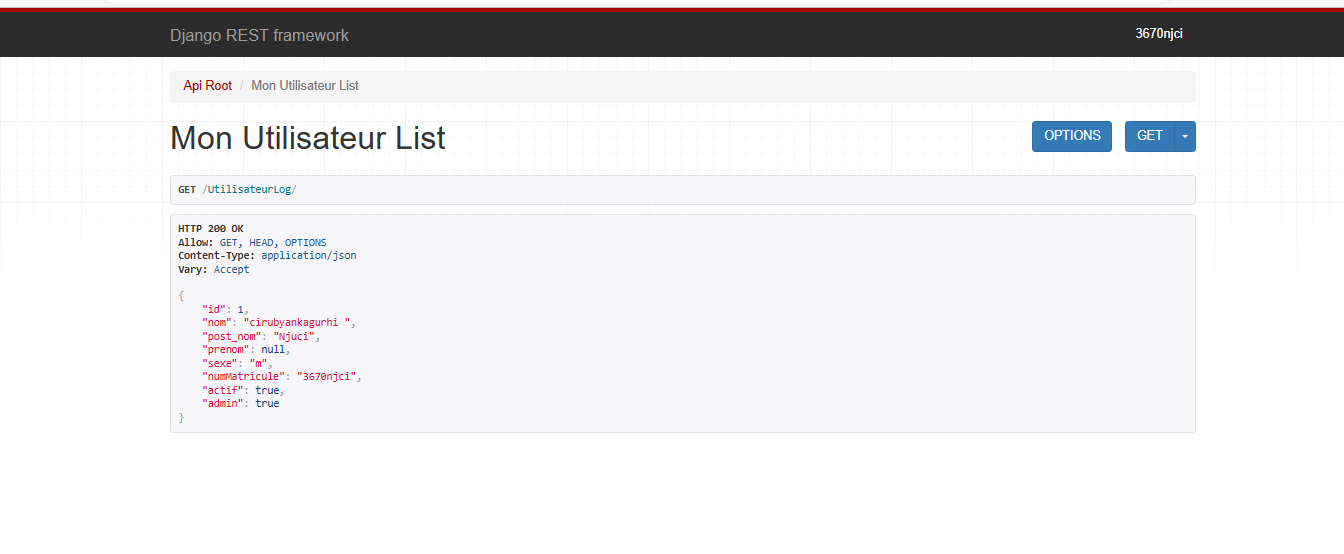 Django REST framework
3670njci
Api Root / Mon Utilisateur List
Mon Utilisateur List
OPTIONS
GET
GET /UtilisateurLog/
HTTP 200 OK
Allow: GET, HEAD, OPTIONS
Content-Type: application/json
Vary: Accept
{
    "id": 1,
    "nom": "cirubyankagurhi ",
    "post_nom": "Njuci",
    "prenom": null,
    "sexe": "m",
    "numMatricule": "3670njci",
    "actif": true,
    "admin": true
}